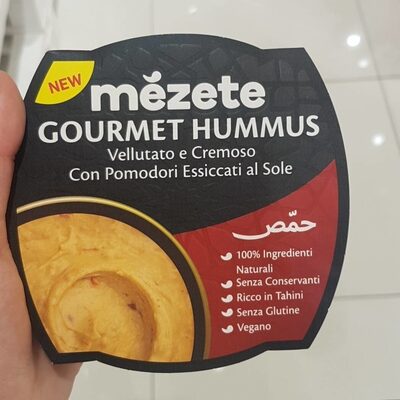 NEW
mezete
GOURMET HUMMUS
Vellutato e Cremoso
Con Pomodori Essiccati al Sole
حمّص
100% Ingredienti
Naturali
Senza Conservanti
Ricco in Tahini
Senza Glutine
Vegano